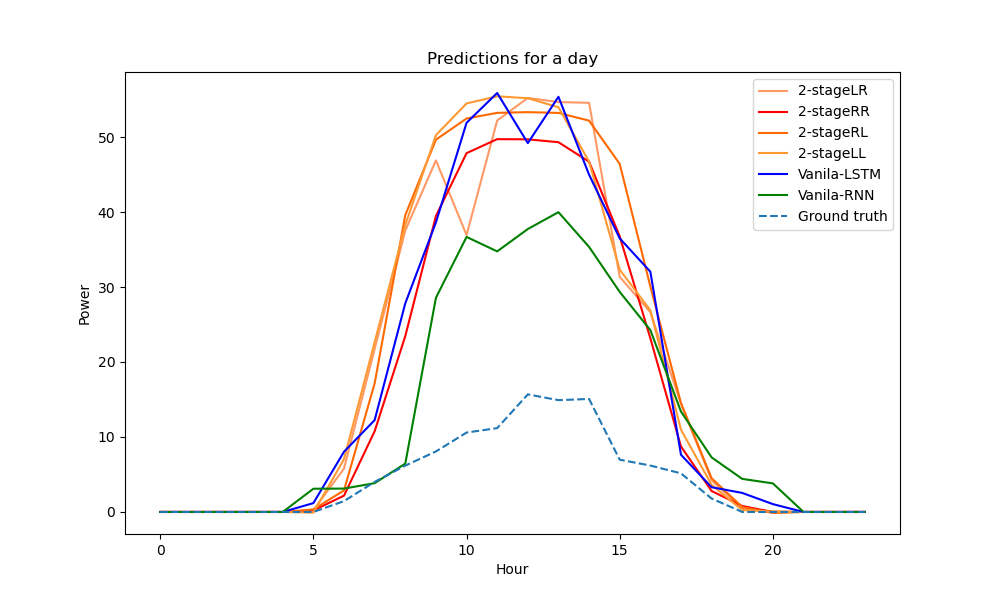 Predictions for a day
2-stageLR
2-stageRR
2-stageRL
2-stageLL
Vanila-LSTM
Vanila-RNN
Ground truth
Power
50
40
30
20
10
0
0 5 10 15 20
Hour